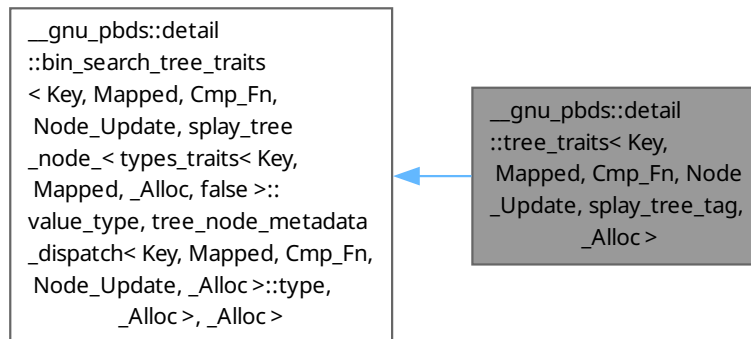 __gnu_pbds::detail
::bin_search_tree_traits
< Key, Mapped, Cmp_Fn,
Node_Update, splay_tree
_node_< types_traits< Key,
Mapped, _Alloc, false >::
value_type, tree_node_metadata
_dispatch< Key, Mapped, Cmp_Fn,
Node_Update, _Alloc >::type,
_Alloc >, _Alloc >
__gnu_pbds::detail
::tree_traits< Key,
Mapped, Cmp_Fn, Node
_Update, splay_tree_tag,
_Alloc >